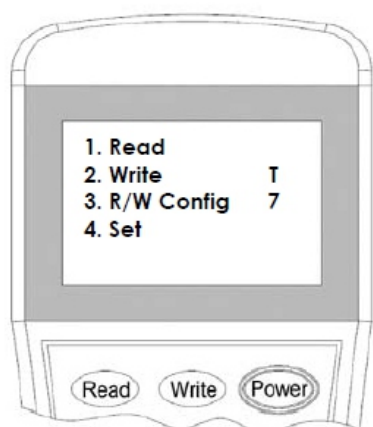 1. Read
2. Write T
3. R/W Config 7
4. Set
Read Write Power